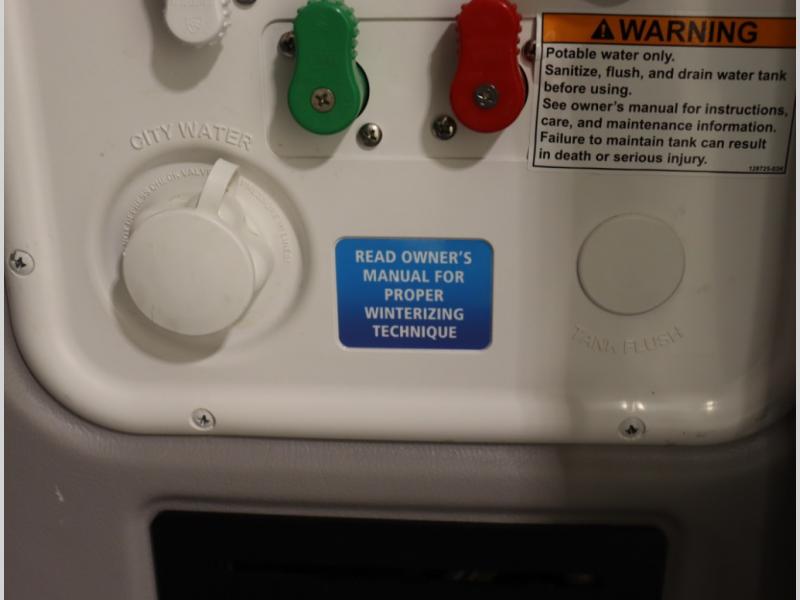 WARNING
Potable water only.
Sanitize, flush, and drain water tank
before using.
See owner's manual for instructions,
care, and maintenance information.
Failure to maintain tank can result
in death or serious injury.
CITY WATER
READ OWNER'S
MANUAL FOR
PROPER
WINTERIZING
TECHNIQUE
TANK FLUSH